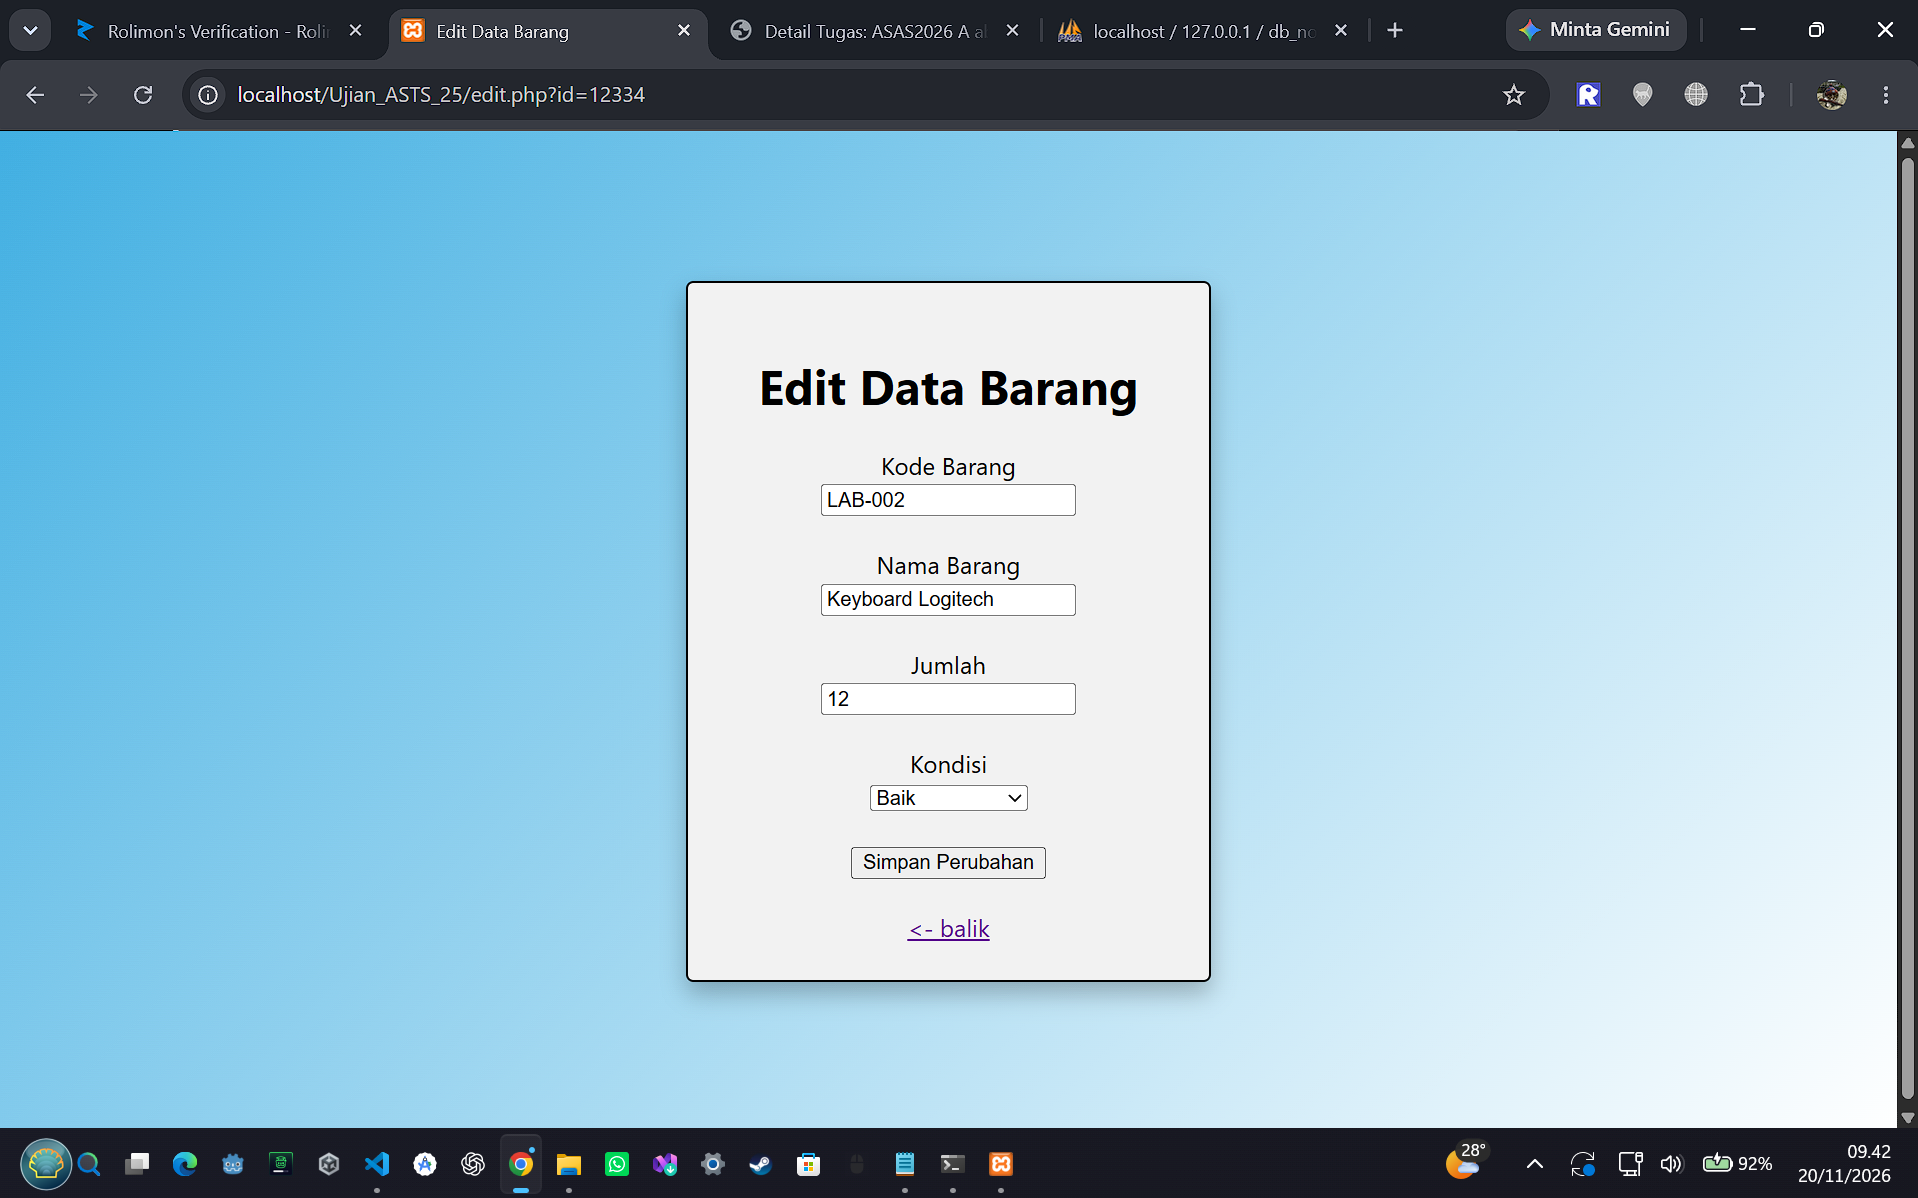 Rolimon's Verification - Roli
Edit Data Barang
Detail Tugas: ASAS2026 A a
localhost / 127.0.0.1 / db_no
Minta Gemini
localhost/Ujian_ASTS_25/edit.php?id=12334
Edit Data Barang
Kode Barang
LAB-002
Nama Barang
Keyboard Logitech
Jumlah
12
Kondisi
Baik
Simpan Perubahan
<- balik
28°
92%
09.42
20/11/2026